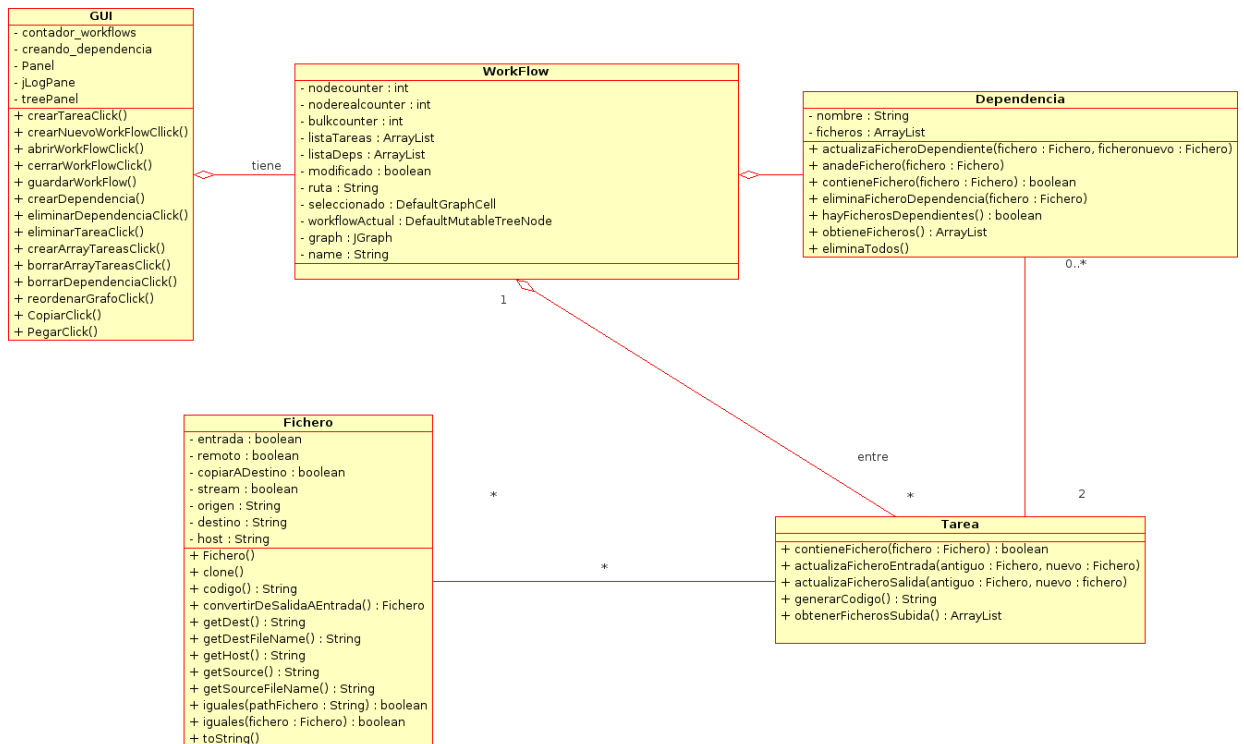 GUI
- contador_workflows
- creando_dependencia
- Panel
- jLogPane
- treePanel
+ crearTareaClick()
+ crearNuevoWorkFlowCllick()
+ abrirWorkFlowClick()
+ cerrarWorkFlowClick()
+ guardarWorkFlow()
+ crearDependencia()
+ eliminarDependenciaClick()
+ eliminarTareaClick()
+ crearArrayTareasClick()
+ borrarArrayTareasClick()
+ borrarDependenciaClick()
+ reordenarGrafoClick()
+ CopiarClick()
+ PegarClick()
tiene
WorkFlow
- nodecounter : int
- noderealcounter : int
- bulkcounter : int
- listaTareas : ArrayList
- listaDeps : ArrayList
- modificado : boolean
- ruta : String
- seleccionado : DefaultGraphCell
- workflowActual : DefaultMutableTreeNode
- graph : JGraph
- name : String
Dependencia
- nombre : String
- ficheros : ArrayList
+ actualizaFicheroDependiente(fichero : Fichero, ficheronuevo : Fichero)
+ anadeFichero(fichero : Fichero)
+ contieneFichero(fichero : Fichero) : boolean
+ eliminaFicheroDependencia(fichero : Fichero)
+ hayFicherosDependientes() : boolean
+ obtieneFicheros() : ArrayList
+ eliminaTodos()
0..*
1
entre
*
*
2
Fichero
- entrada : boolean
- remoto : boolean
- copiarADestino : boolean
- stream : boolean
- origen : String
- destino : String
- host : String
+ Fichero()
+ clone()
+ codigo() : String
+ convertirDeSalidaAEntrada() : Fichero
+ getDest() : String
+ getDestFileName() : String
+ getHost() : String
+ getSource() : String
+ getSourceFileName() : String
+ iguales(pathFichero : String) : boolean
+ iguales(fichero : Fichero) : boolean
+ toString()
*
Tarea
+ contieneFichero(fichero : Fichero) : boolean
+ actualizaFicheroEntrada(antiguo : Fichero, nuevo : Fichero)
+ actualizaFicheroSalida(antiguo : Fichero, nuevo : fichero)
+ generarCodigo() : String
+ obtenerFicherosSubida() : ArrayList